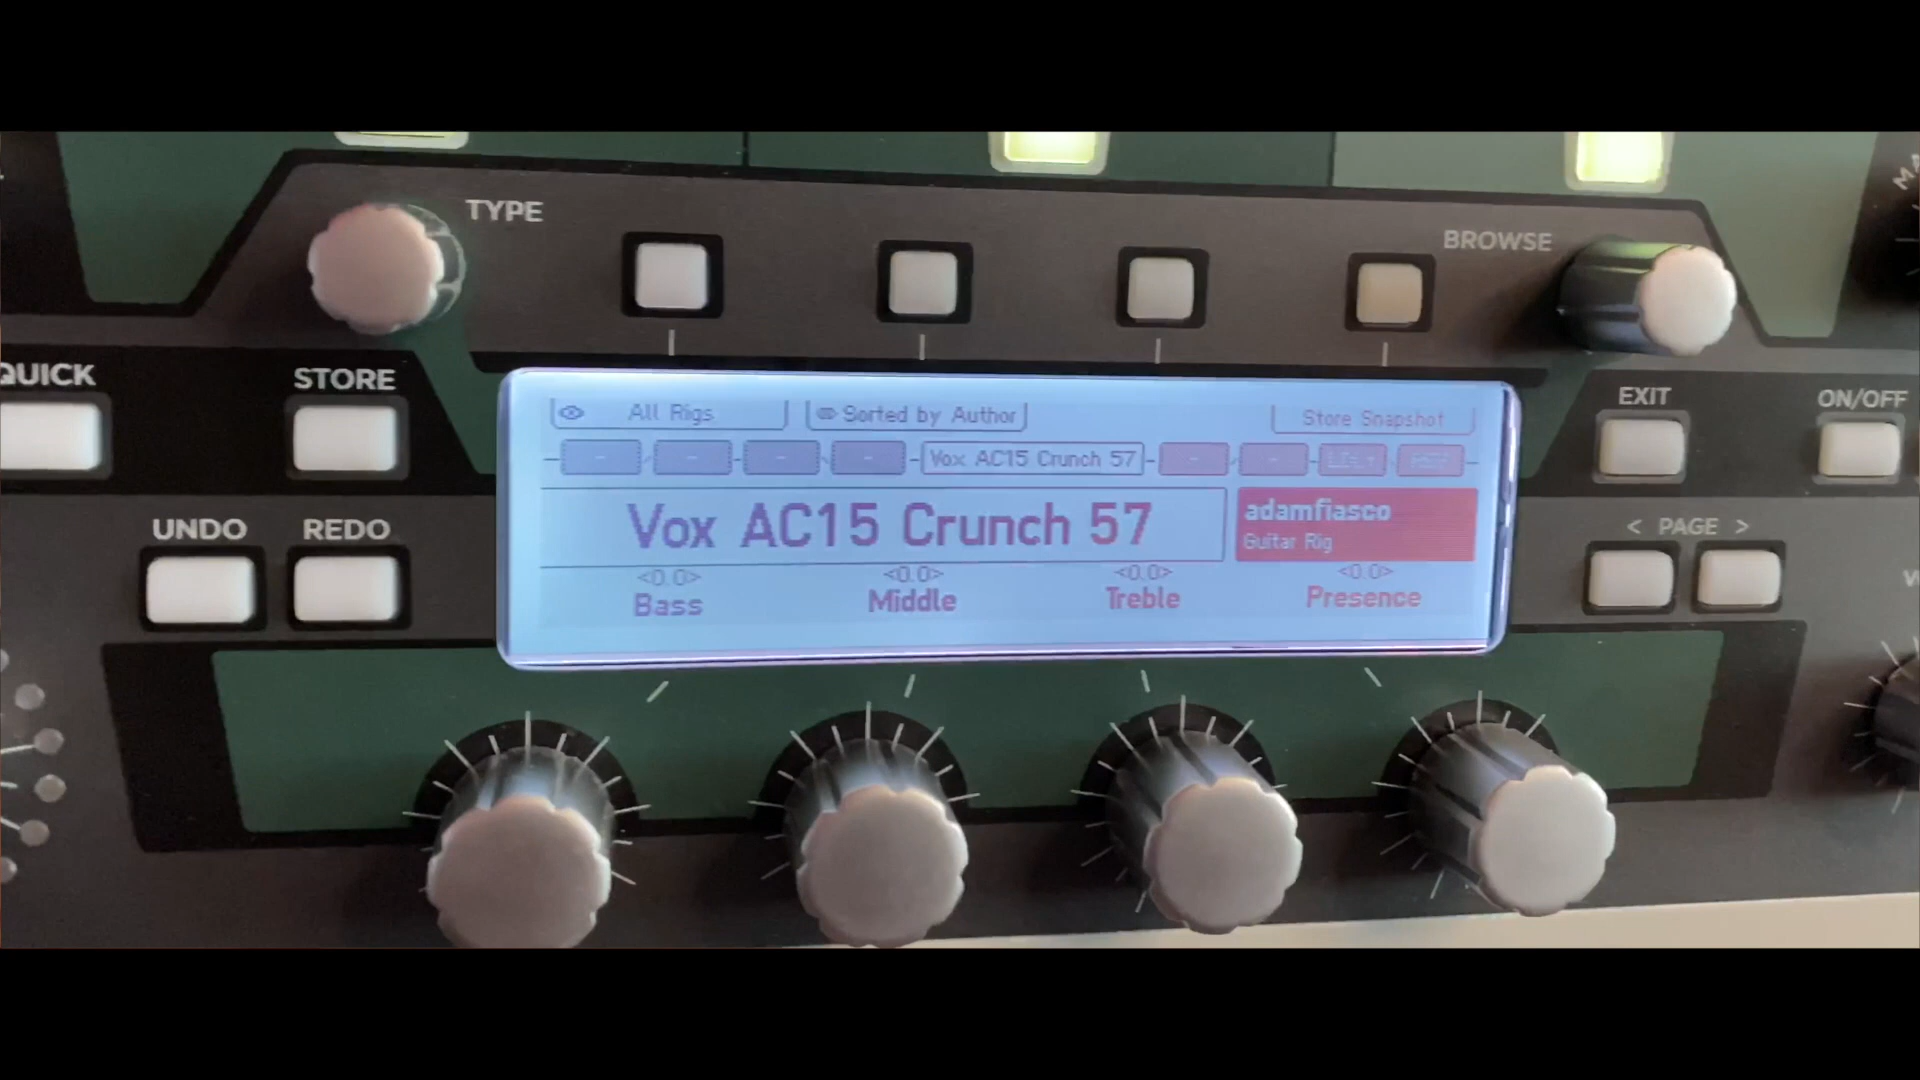 TYPE
BROWSE
QUICK
STORE
EXIT
ON/OFF
All Rigs
Sorted by Author
Store Snapshot
- - - - Vox AC15 Crunch 57 - -
Vox AC15 Crunch 57
adamfiasco
Guitar Rig
UNDO
REDO
< PAGE >
<0.0> <0.0> <0.0> <0.0>
Bass Middle Treble Presence